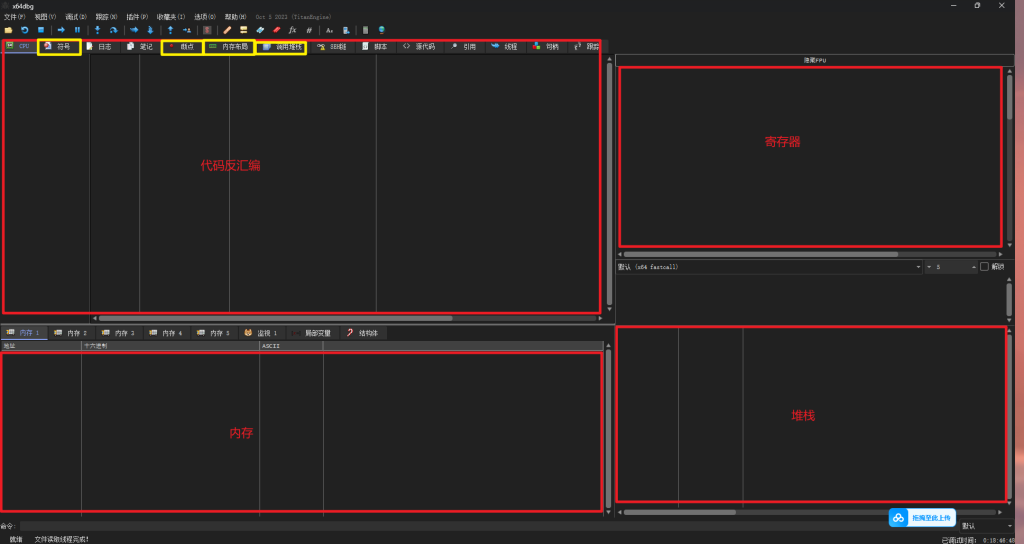 x64dbg
文件(F) 视图(V) 调试(D) 跟踪(N) 插件(P) 收藏夹(I) 选项(O) 帮助(H) Oct 5 2022 (TitanEngine)
CPU 符号 日志 笔记 断点 内存布局 调用堆栈 SEH链 脚本 源代码 引用 线程 句柄 跟踪
隐藏FPU
代码反汇编
寄存器
默认 (x64 fastcall) 5 解锁
内存 1 内存 2 内存 3 内存 4 内存 5 监视 1 局部变量 结构体
地址 十六进制 ASCII
内存
堆栈
拖拽至此上传
命令: 默认
就绪 文件读取线程完成! 已调试时间: